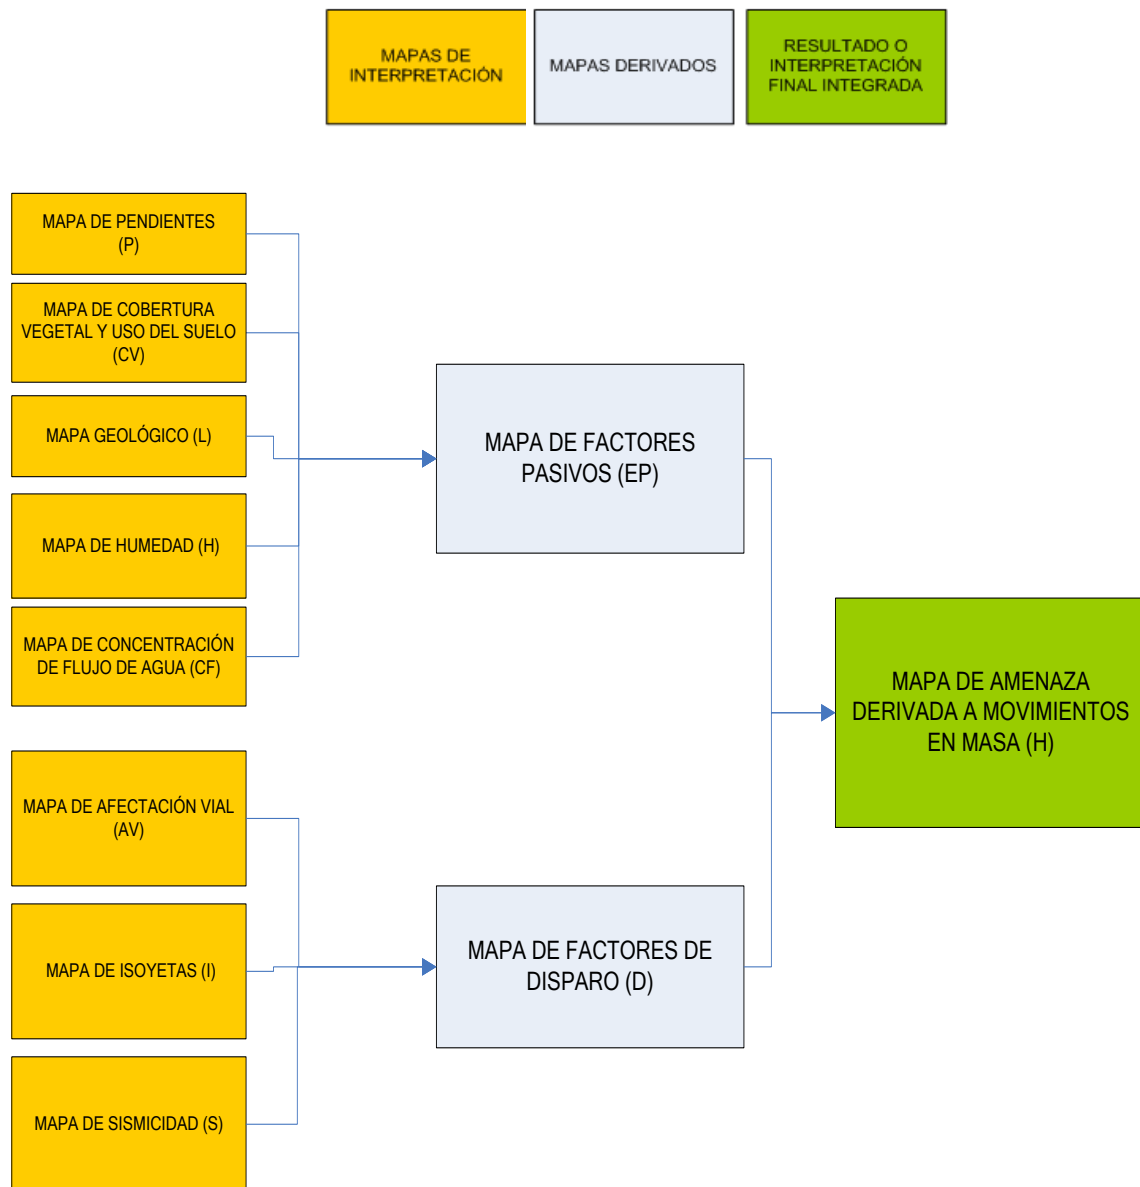 MAPAS DE
INTERPRETACIÓN
MAPAS DERIVADOS
RESULTADO O
INTERPRETACIÓN
FINAL INTEGRADA
MAPA DE PENDIENTES
(P)
MAPA DE COBERTURA
VEGETAL Y USO DEL SUELO
(CV)
MAPA GEOLÓGICO (L)
MAPA DE HUMEDAD (H)
MAPA DE CONCENTRACIÓN
DE FLUJO DE AGUA (CF)
MAPA DE FACTORES
PASIVOS (EP)
MAPA DE AFECTACIÓN VIAL
(AV)
MAPA DE ISOYETAS (I)
MAPA DE SISMICIDAD (S)
MAPA DE FACTORES DE
DISPARO (D)
MAPA DE AMENAZA
DERIVADA A MOVIMIENTOS
EN MASA (H)